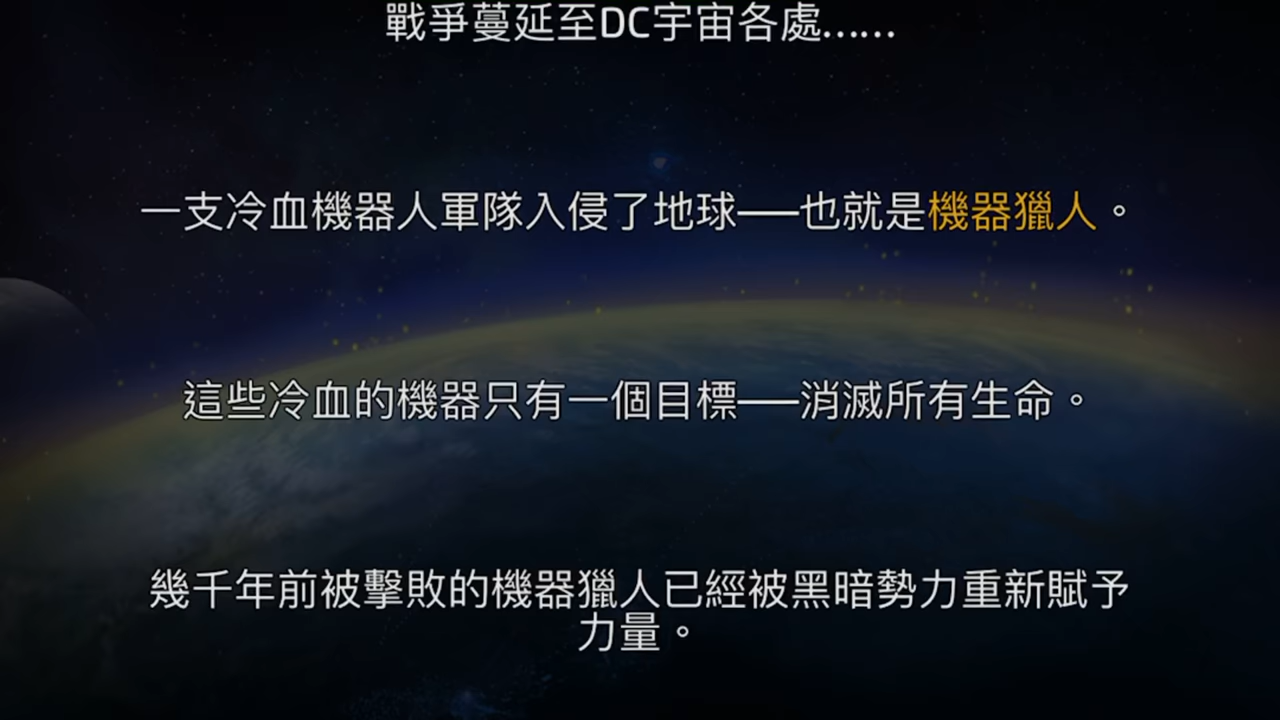 戰爭蔓延至DC宇宙各處……
一支冷血機器人軍隊入侵了地球──也就是機器獵人。
這些冷血的機器只有一個目標──消滅所有生命。
幾千年前被擊敗的機器獵人已經被黑暗勢力重新賦予
力量。